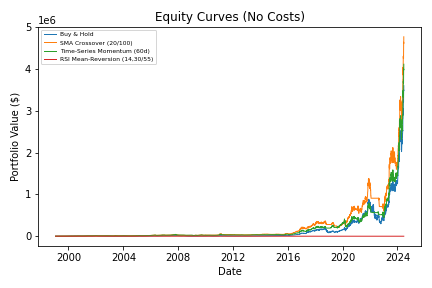 Equity Curves (No Costs)
1e6
Buy & Hold
SMA Crossover (20/100)
Time-Series Momentum (60d)
RSI Mean-Reversion (14,30/55)
Portfolio Value ($)
5
4
3
2
1
0
2000 2004 2008 2012 2016 2020 2024
Date